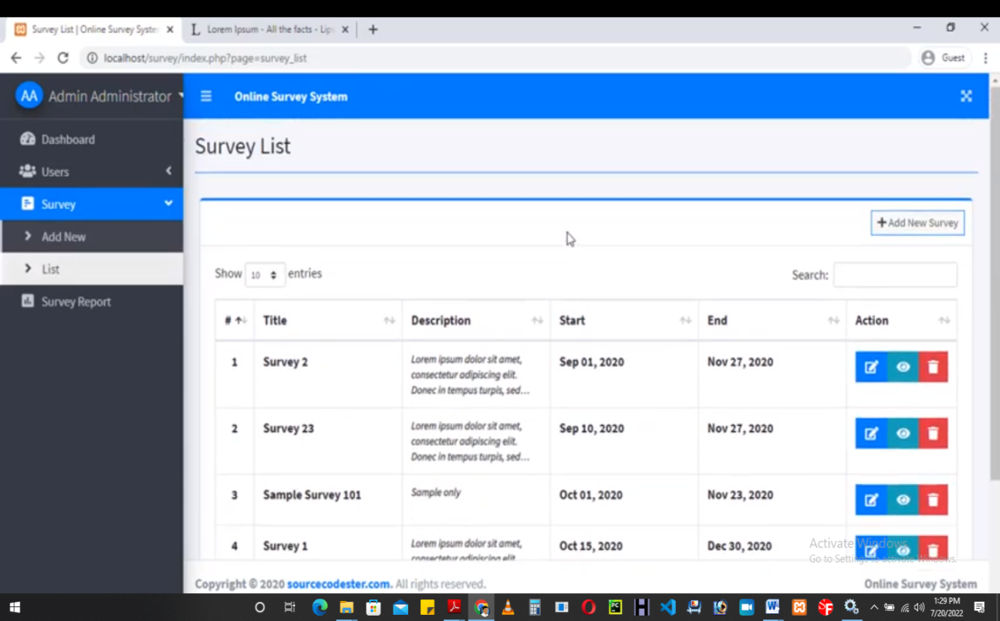 Survey List | Online Survey Syste
Lorem Ipsum - All the facts - Lip
localhost/survey/index.php?page=survey_list
Guest
AA Admin Administrator
Online Survey System
Dashboard
Users
Survey
Add New
List
Survey Report
Survey List
Add New Survey
Show 10 entries
Search:
# Title Description Start End Action
1 Survey 2 Lorem ipsum dolor sit amet, Sep 01, 2020 Nov 27, 2020
consectetur adipiscing elit.
Donec in tempus turpis, sed...
2 Survey 23 Lorem ipsum dolor sit amet, Sep 10, 2020 Nov 27, 2020
consectetur adipiscing elit.
Donec in tempus turpis, sed...
3 Sample Survey 101 Sample only Oct 01, 2020 Nov 23, 2020
4 Survey 1 Lorem ipsum dolor sit amet, Oct 15, 2020 Dec 30, 2020
consectetur adipiscing elit
Activate Windows
Go to Settings to activate Windows.
Copyright © 2020 sourcecodester.com. All rights reserved.
Online Survey System
1:29 PM
7/20/2022